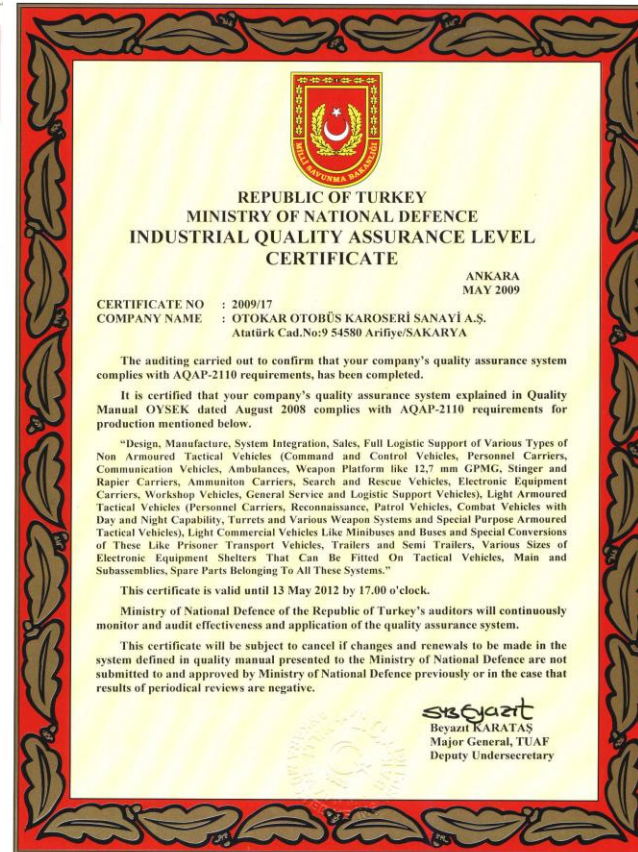 MİLLİ SAVUNMA BAKANLIĞI
REPUBLIC OF TURKEY
MINISTRY OF NATIONAL DEFENCE
INDUSTRIAL QUALITY ASSURANCE LEVEL
CERTIFICATE
ANKARA
MAY 2009
CERTIFICATE NO : 2009/17
COMPANY NAME : OTOKAR OTOBÜS KAROSERİ SANAYİ A.Ş.
Atatürk Cad.No:9 54580 Arifiye/SAKARYA
The auditing carried out to confirm that your company's quality assurance system
complies with AQAP-2110 requirements, has been completed.
It is certified that your company's quality assurance system explained in Quality
Manual OYSEK dated August 2008 complies with AQAP-2110 requirements for
production mentioned below.
"Design, Manufacture, System Integration, Sales, Full Logistic Support of Various Types of
Non Armoured Tactical Vehicles (Command and Control Vehicles, Personnel Carriers,
Communication Vehicles, Ambulances, Weapon Platform like 12,7 mm GPMG, Stinger and
Rapier Carriers, Ammuniton Carriers, Search and Rescue Vehicles, Electronic Equipment
Carriers, Workshop Vehicles, General Service and Logistic Support Vehicles), Light Armoured
Tactical Vehicles (Personnel Carriers, Reconnaissance, Patrol Vehicles, Combat Vehicles with
Day and Night Capability, Turrets and Various Weapon Systems and Special Purpose Armoured
Tactical Vehicles), Light Commercial Vehicles Like Minibuses and Buses and Special Conversions
of These Like Prisoner Transport Vehicles, Trailers and Semi Trailers, Various Sizes of
Electronic Equipment Shelters That Can Be Fitted On Tactical Vehicles, Main and
Subassemblies, Spare Parts Belonging To All These Systems."
This certificate is valid until 13 May 2012 by 17.00 o'clock.
Ministry of National Defence of the Republic of Turkey's auditors will continuously
monitor and audit effectiveness and application of the quality assurance system.
This certificate will be subject to cancel if changes and renewals to be made in the
system defined in quality manual presented to the Ministry of National Defence are not
submitted to and approved by Ministry of National Defence previously or in the case that
results of periodical reviews are negative.
Beyazıt KARATAŞ
Major General, TUAF
Deputy Undersecretary